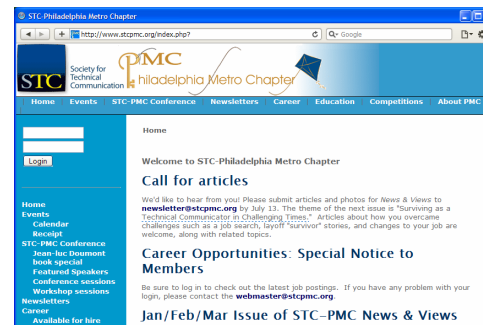 STC-Philadelphia Metro Chapter
http://www.stcpmc.org/index.php?
Google
STC
Society for
Technical
Communication
PMC
hiladelphia Metro Chapter
Home Events STC-PMC Conference Newsletters Career Education Competitions About PMC
Login
Home
Events
Calendar
Receipt
STC-PMC Conference
Jean-luc Doumont
book special
Featured Speakers
Conference sessions
Workshop sessions
Newsletters
Career
Available for hire
Home
Welcome to STC-Philadelphia Metro Chapter
Call for articles
We'd like to hear from you! Please submit articles and photos for News & Views to
newsletter@stcpmc.org by July 13. The theme of the next issue is "Surviving as a
Technical Communicator in Challenging Times." Articles about how you overcame
challenges such as a job search, layoff "survivor" stories, and changes to your job are
welcome, along with related topics.
Career Opportunities: Special Notice to
Members
Be sure to log in to check out the latest job postings. If you have any problem with your
login, please contact the webmaster@stcpmc.org.
Jan/Feb/Mar Issue of STC-PMC News & Views